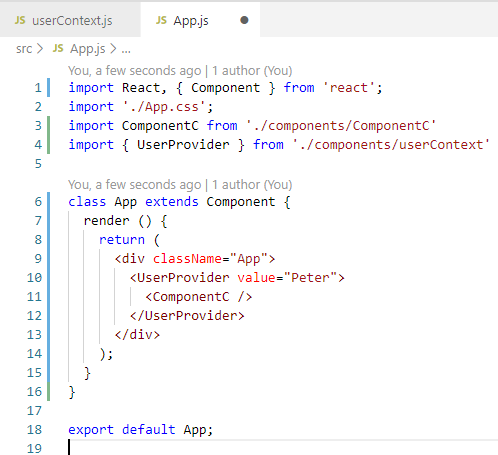 JS userContext.js JS App.js
src > JS App.js > ...
You, a few seconds ago | 1 author (You)
1 import React, { Component } from 'react';
2 import './App.css';
3 import ComponentC from './components/ComponentC'
4 import { UserProvider } from './components/userContext'
5
You, a few seconds ago | 1 author (You)
6 class App extends Component {
7   render () {
8     return (
9       <div className="App">
10         <UserProvider value="Peter">
11           <ComponentC />
12         </UserProvider>
13       </div>
14     );
15   }
16 }
17
18 export default App;
19